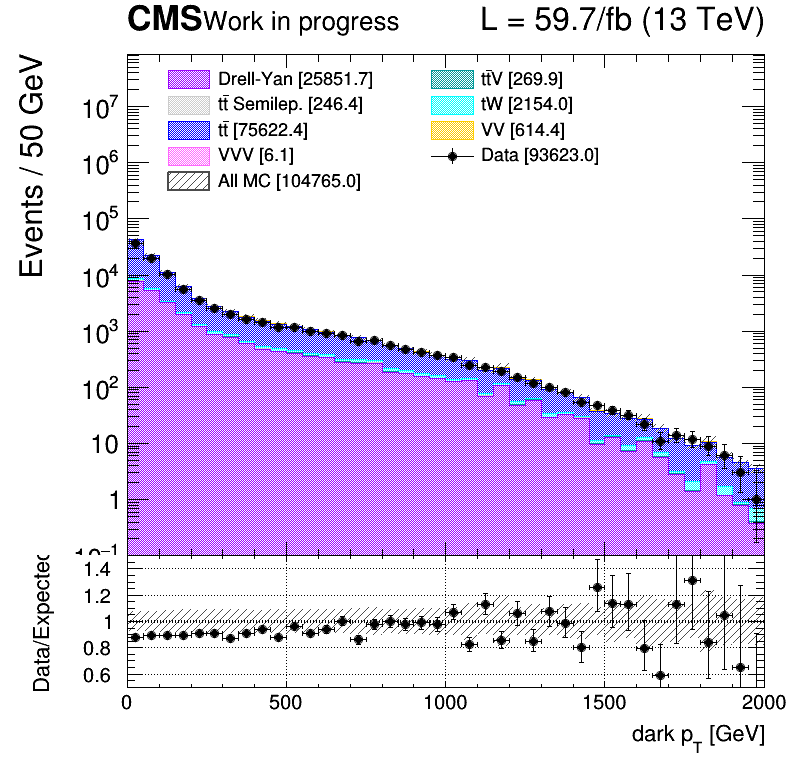 CMS Work in progress L = 59.7/fb (13 TeV)
Events / 50 GeV
Drell-Yan [25851.7]
tt̄ Semilep. [246.4]
tt̄ [75622.4]
VVV [6.1]
All MC [104765.0]
tt̄V [269.9]
tW [2154.0]
VV [614.4]
Data [93623.0]
10⁷
10⁶
10⁵
10⁴
10³
10²
10
1
10⁻¹
Data/Expected
1.4
1.2
1
0.8
0.6
0 500 1000 1500 2000
dark p_T [GeV]